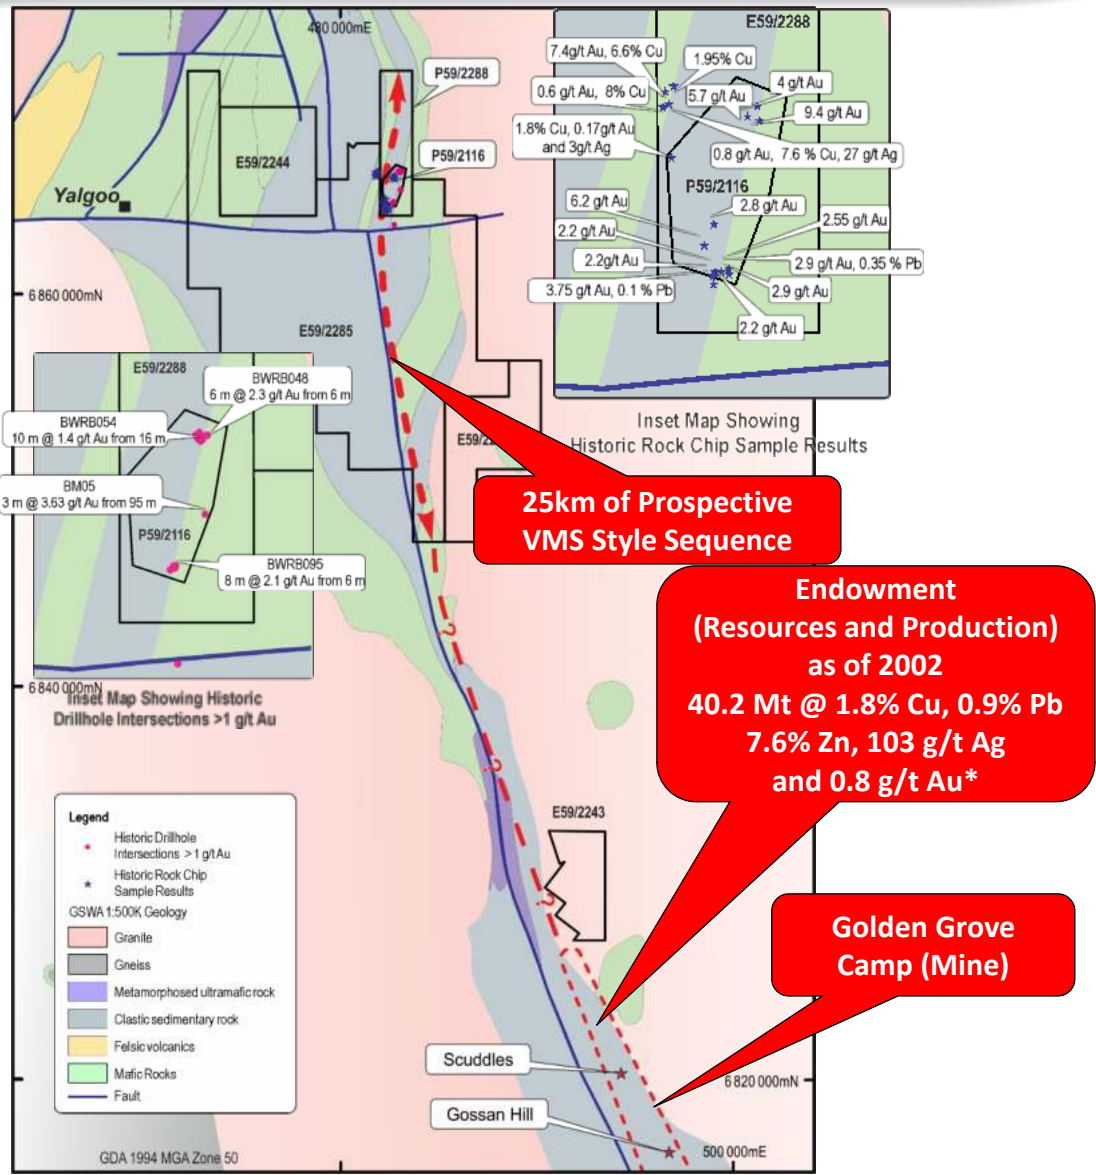 480 000mE
E59/2288
7.4g/t Au, 6.6% Cu
1.95% Cu
0.6 g/t Au, 8% Cu
5.7 g/t Au
4 g/t Au
9.4 g/t Au
1.8% Cu, 0.17g/t Au
and 3g/t Ag
0.8 g/t Au, 7.6 % Cu, 27 g/t Ag
P59/2116
6.2 g/t Au
2.8 g/t Au
2.55 g/t Au
2.2 g/t Au
2.2g/t Au
2.9 g/t Au, 0.35 % Pb
3.75 g/t Au, 0.1 % Pb
2.9 g/t Au
2.2 g/t Au
Inset Map Showing
Historic Rock Chip Sample Results
P59/2288
P59/2116
E59/2244
Yalgoo
6 860 000mN
E59/2285
E59/2288
BWRB048
6 m @ 2.3 g/t Au from 6 m
BWRB054
10 m @ 1.4 g/t Au from 16 m
BM05
3 m @ 3.63 g/t Au from 95 m
P59/2116
BWRB095
8 m @ 2.1 g/t Au from 6 m
6 840 000mN
Inset Map Showing Historic
Drillhole Intersections >1 g/t Au
25km of Prospective
VMS Style Sequence
Endowment
(Resources and Production)
as of 2002
40.2 Mt @ 1.8% Cu, 0.9% Pb
7.6% Zn, 103 g/t Ag
and 0.8 g/t Au*
?
?
?
E59/2243
Golden Grove
Camp (Mine)
Legend
Historic Drillhole
Intersections >1 g/t Au
Historic Rock Chip
Sample Results
GSWA 1:500K Geology
Granite
Gneiss
Metamorphosed ultramafic rock
Clastic sedimentary rock
Felsic volcanics
Mafic Rocks
Fault
Scuddles
Gossan Hill
6 820 000mN
500 000mE
GDA 1994 MGA Zone 50